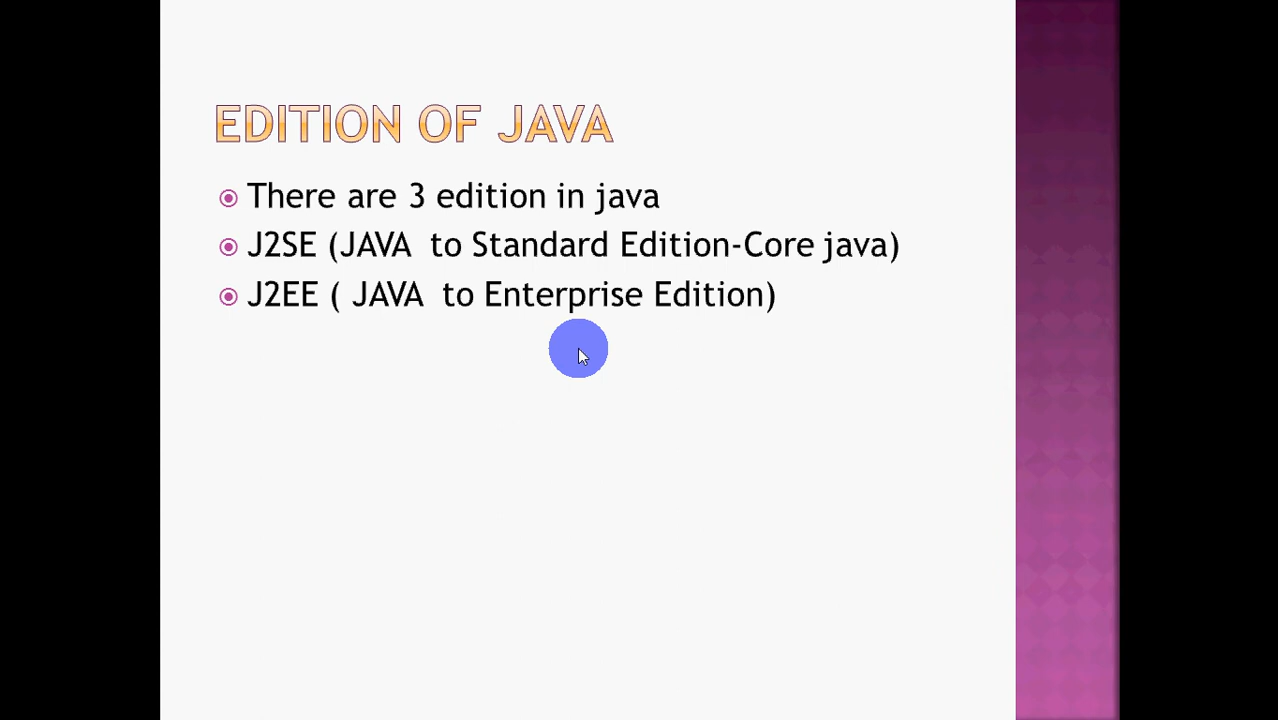 EDITION OF JAVA
There are 3 edition in java
J2SE (JAVA to Standard Edition-Core java)
J2EE ( JAVA to Enterprise Edition)